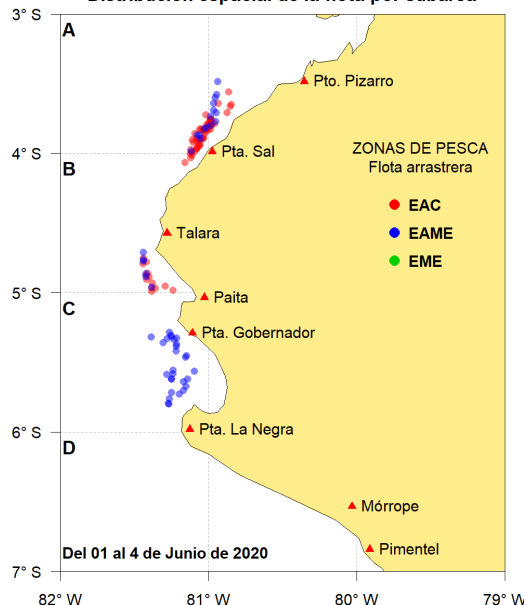 Distribución espacial de la flota por subárea
3° S
A
Pto. Pizarro
ZONAS DE PESCA
Flota arrastrera
4° S
Pta. Sal
B
EAC
Talara
EAME
EME
5° S
Paita
C
Pta. Gobernador
6° S
Pta. La Negra
D
Mórrope
Del 01 al 4 de Junio de 2020
Pimentel
7° S
82° W 81° W 80° W 79° W